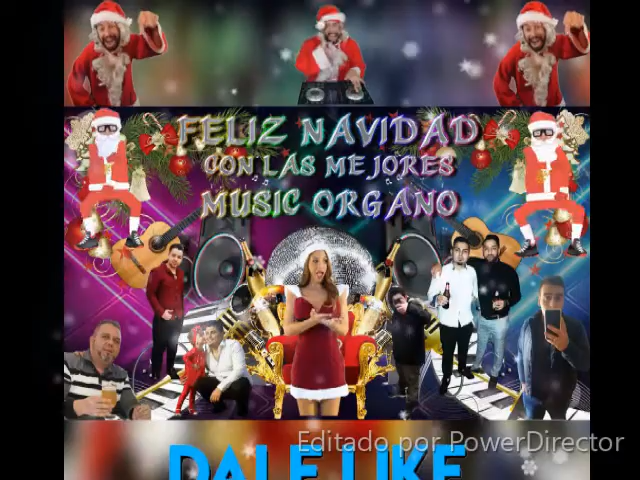 FELIZ NAVIDAD
CON LAS MEJORES
MUSIC ORGANO
Editado por PowerDirector
DALE LIKE